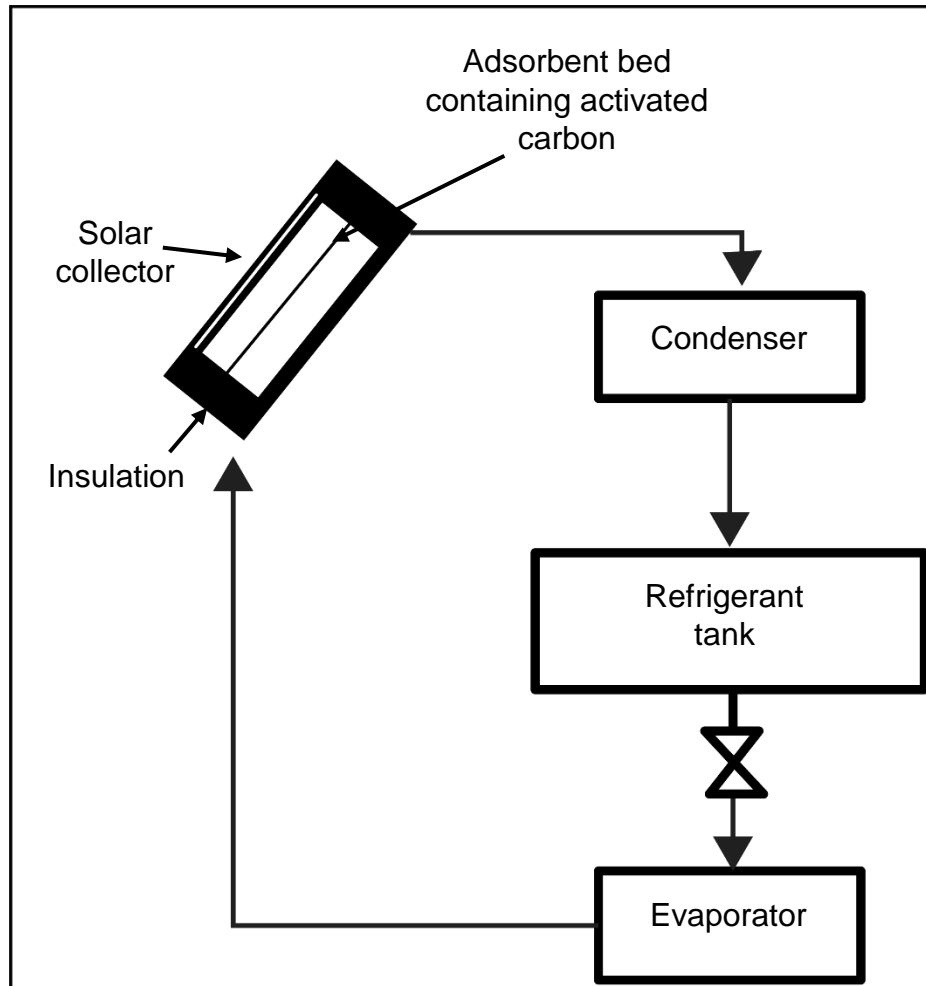 Adsorbent bed
containing activated
carbon
Solar
collector
Condenser
Insulation
Refrigerant
tank
Evaporator